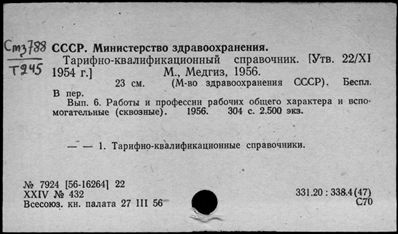 Стз788
Т245
СССР. Министерство здравоохранения.
Тарифно-квалификационный справочник. [Утв. 22/XI
1954 г.] М., Медгиз, 1956.
23 см. (М-во здравоохранения СССР). Беспл.
В пер.
Вып. 6. Работы и профессии рабочих общего характера и вспо-
могательные (сквозные). 1956. 304 с. 2.500 экз.
— — 1. Тарифно-квалификационные справочники.
№ 7924 [56-16264] 22
XXIV № 432
Всесоюз. кн. палата 27 III 56
331.20 : 338.4(47)
С70